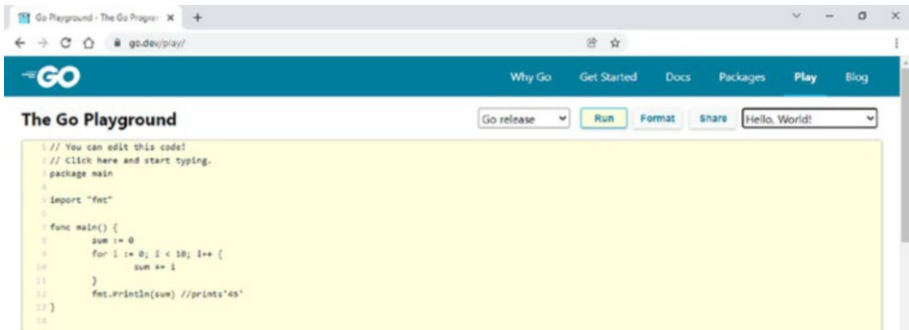 Go Playground - The Go Progra
go.dev/play/
GO
Why Go Get Started Docs Packages Play Blog
The Go Playground
Go release Run Format Share Hello, World!
1 // You can edit this code!
2 // Click here and start typing.
3 package main
4
5 import "fmt"
6
7 func main() {
8 sum := 0
9 for i := 0; i < 10; i++ {
10 sum += i
11 }
12 fmt.Println(sum) //prints'45'
13 }
14